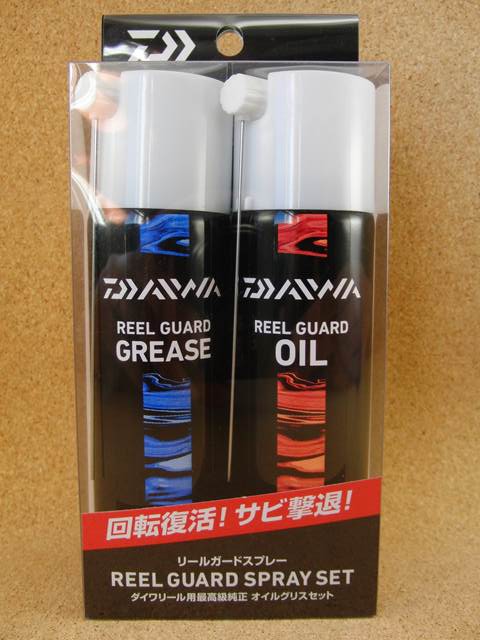 DAIWA
REEL GUARD
GREASE
DAIWA
REEL GUARD
OIL
回転復活！サビ撃退！
リールガードスプレー
REEL GUARD SPRAY SET
ダイワリール用最高級純正 オイルグリスセット